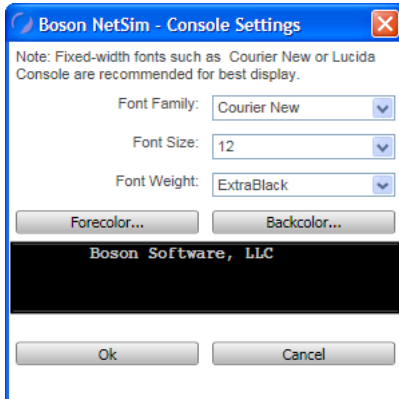 Boson NetSim - Console Settings
Note: Fixed-width fonts such as Courier New or Lucida
Console are recommended for best display.
Font Family: Courier New
Font Size: 12
Font Weight: ExtraBlack
Forecolor... Backcolor...
Boson Software, LLC
Ok Cancel